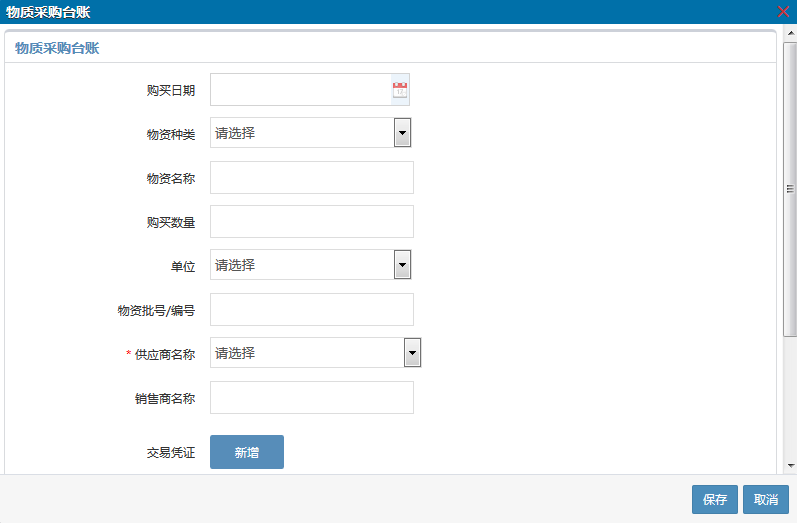 物质采购台账
物质采购台账
购买日期
物资种类 请选择
物资名称
购买数量
单位 请选择
物资批号/编号
* 供应商名称 请选择
销售商名称
交易凭证 新增
保存 取消